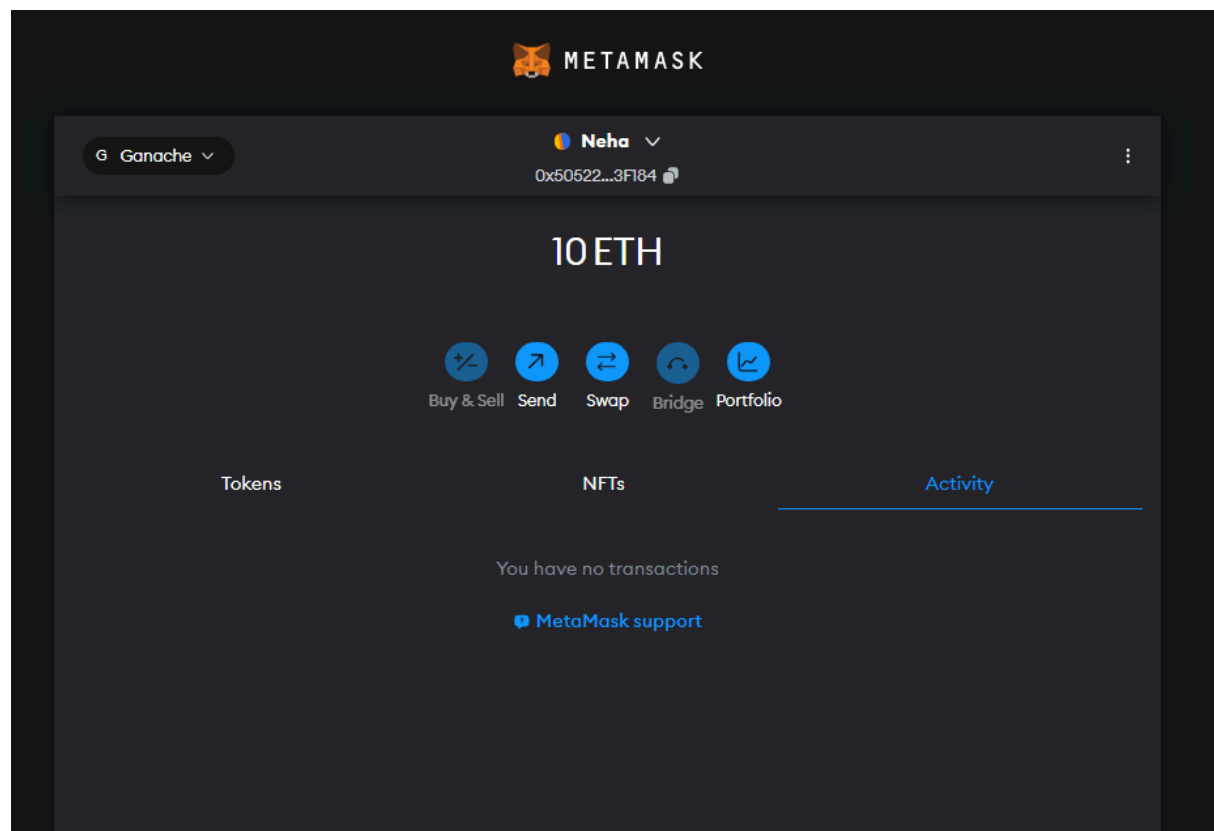 METAMASK
G Ganache
Neha
0x50522...3F184
10 ETH
Buy & Sell Send Swap Bridge Portfolio
Tokens NFTs Activity
You have no transactions
MetaMask support